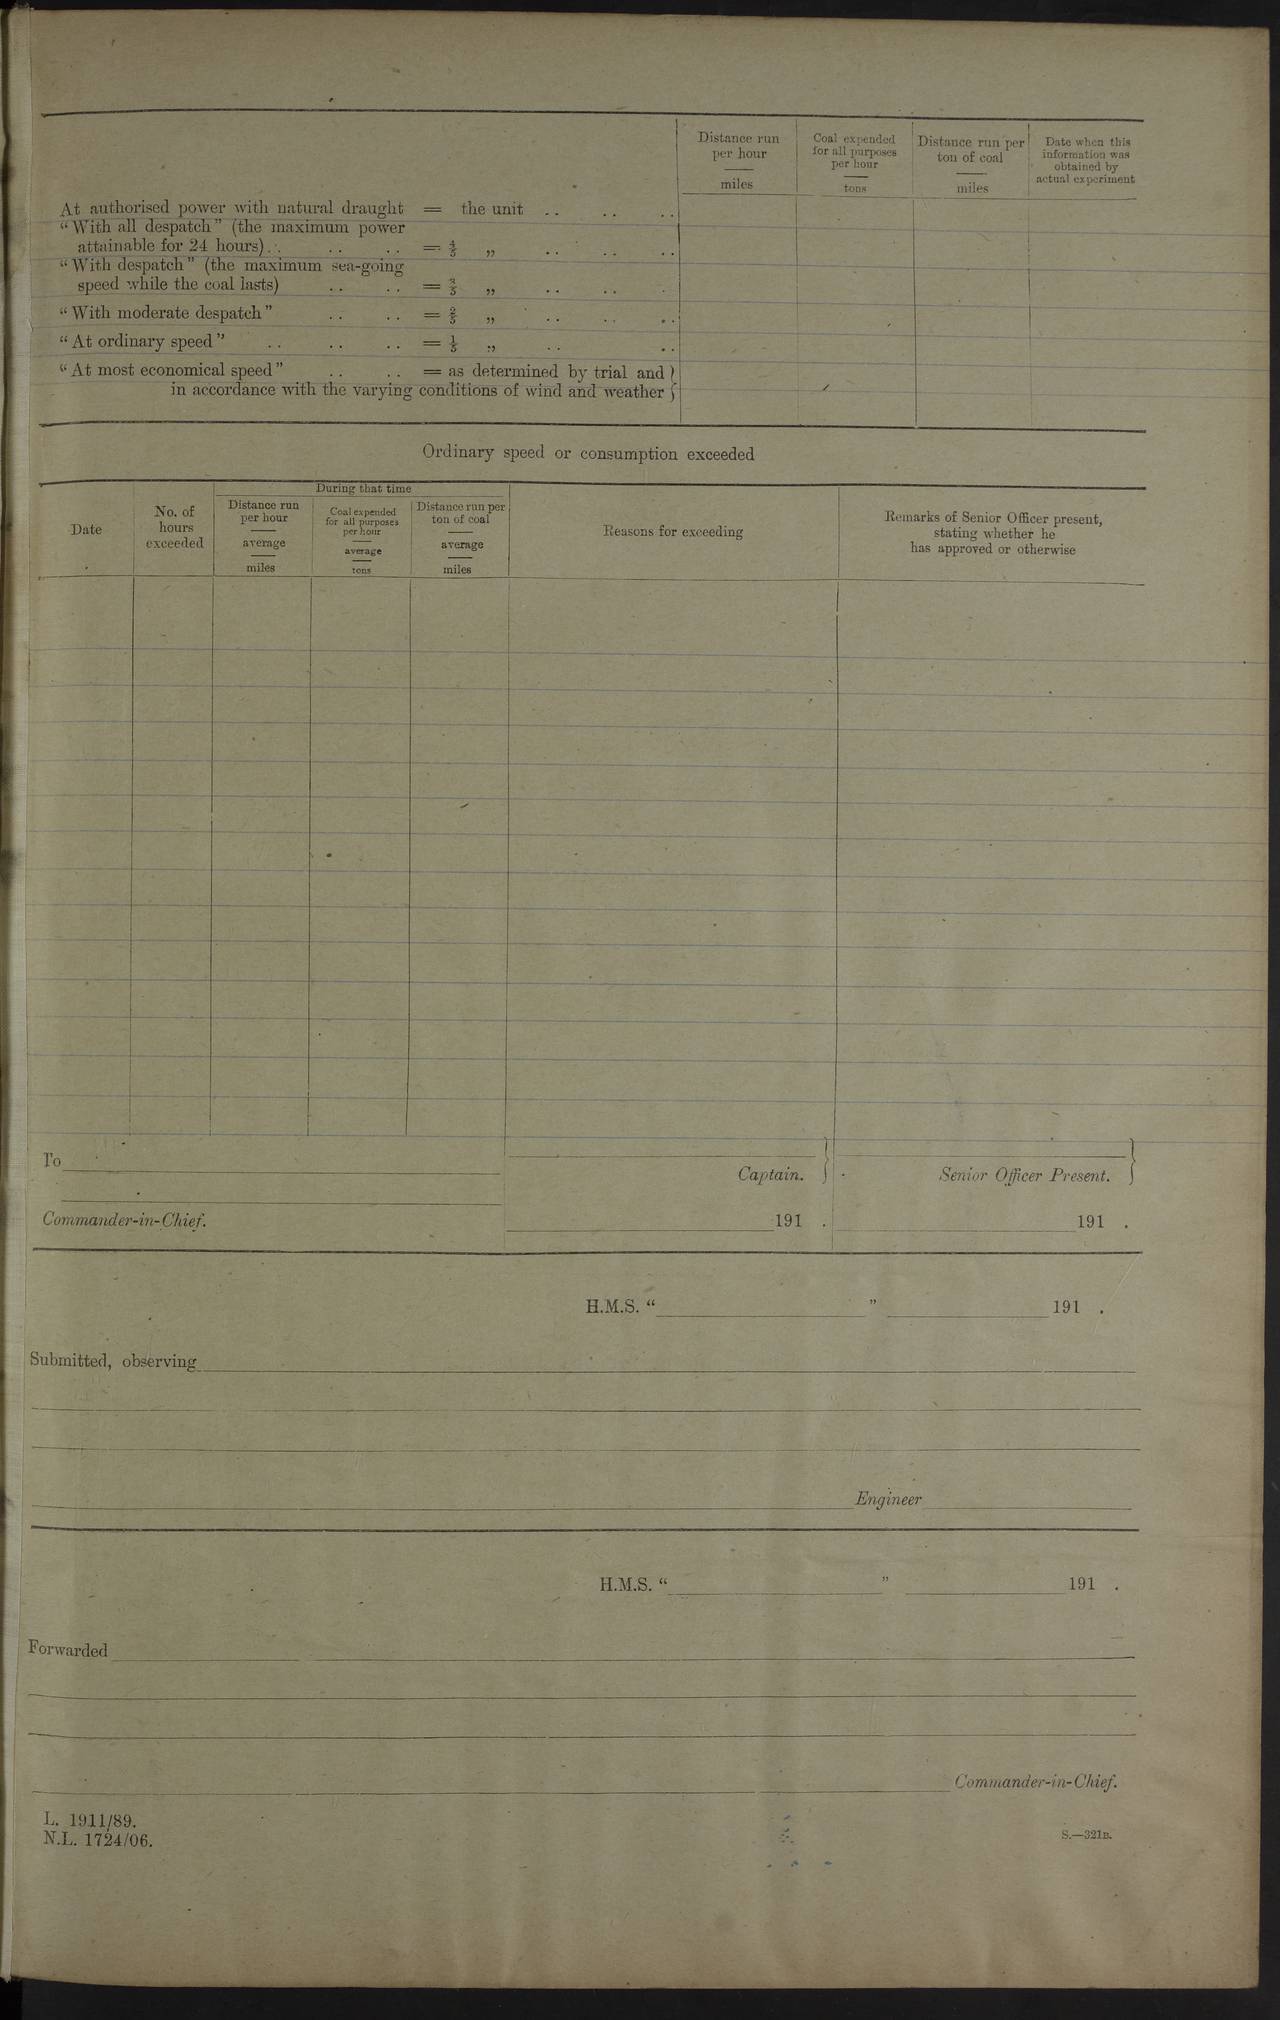 Distance run per hour — miles
Coal expended for all purposes per hour — tons
Distance run per ton of coal — miles
Date when this information was obtained by actual experiment
At authorised power with natural draught = the unit .. .. ..
“With all despatch” (the maximum power
attainable for 24 hours) .. .. .. = 4/5 „ .. .. ..
“With despatch” (the maximum sea-going
speed while the coal lasts) .. .. = 3/5 „ .. .. .
“With moderate despatch” .. .. = 2/5 „ .. .. ..
“At ordinary speed” .. .. .. = 1/5 „ .. ..
“At most economical speed” .. .. = as determined by trial and }
in accordance with the varying conditions of wind and weather }
Ordinary speed or consumption exceeded
Date
No. of hours exceeded
During that time
Distance run per hour — average — miles
Coal expended for all purposes per hour — average — tons
Distance run per ton of coal — average — miles
Reasons for exceeding
Remarks of Senior Officer present, stating whether he has approved or otherwise
To
Captain. }
Senior Officer Present. }
Commander-in-Chief.
191 .
191 .
H.M.S. “ ” 191 .
Submitted, observing
Engineer
H.M.S. “ ” 191 .
Forwarded
Commander-in-Chief.
L. 1911/89.
N.L. 1724/06.
S.—321B.